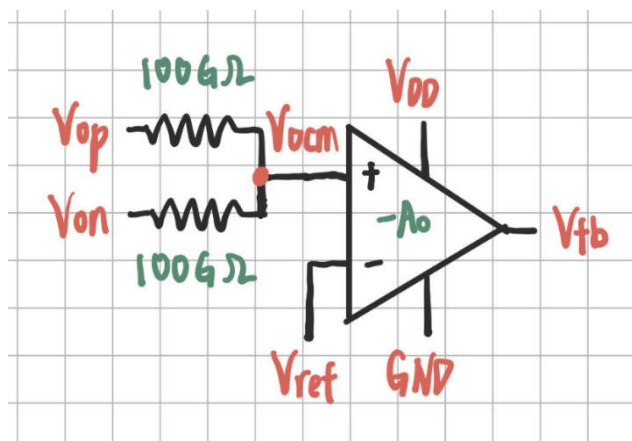 100GΩ
VDD
Vop
Vocm
+
-A0
Von
Vfb
-
100GΩ
Vref
GND